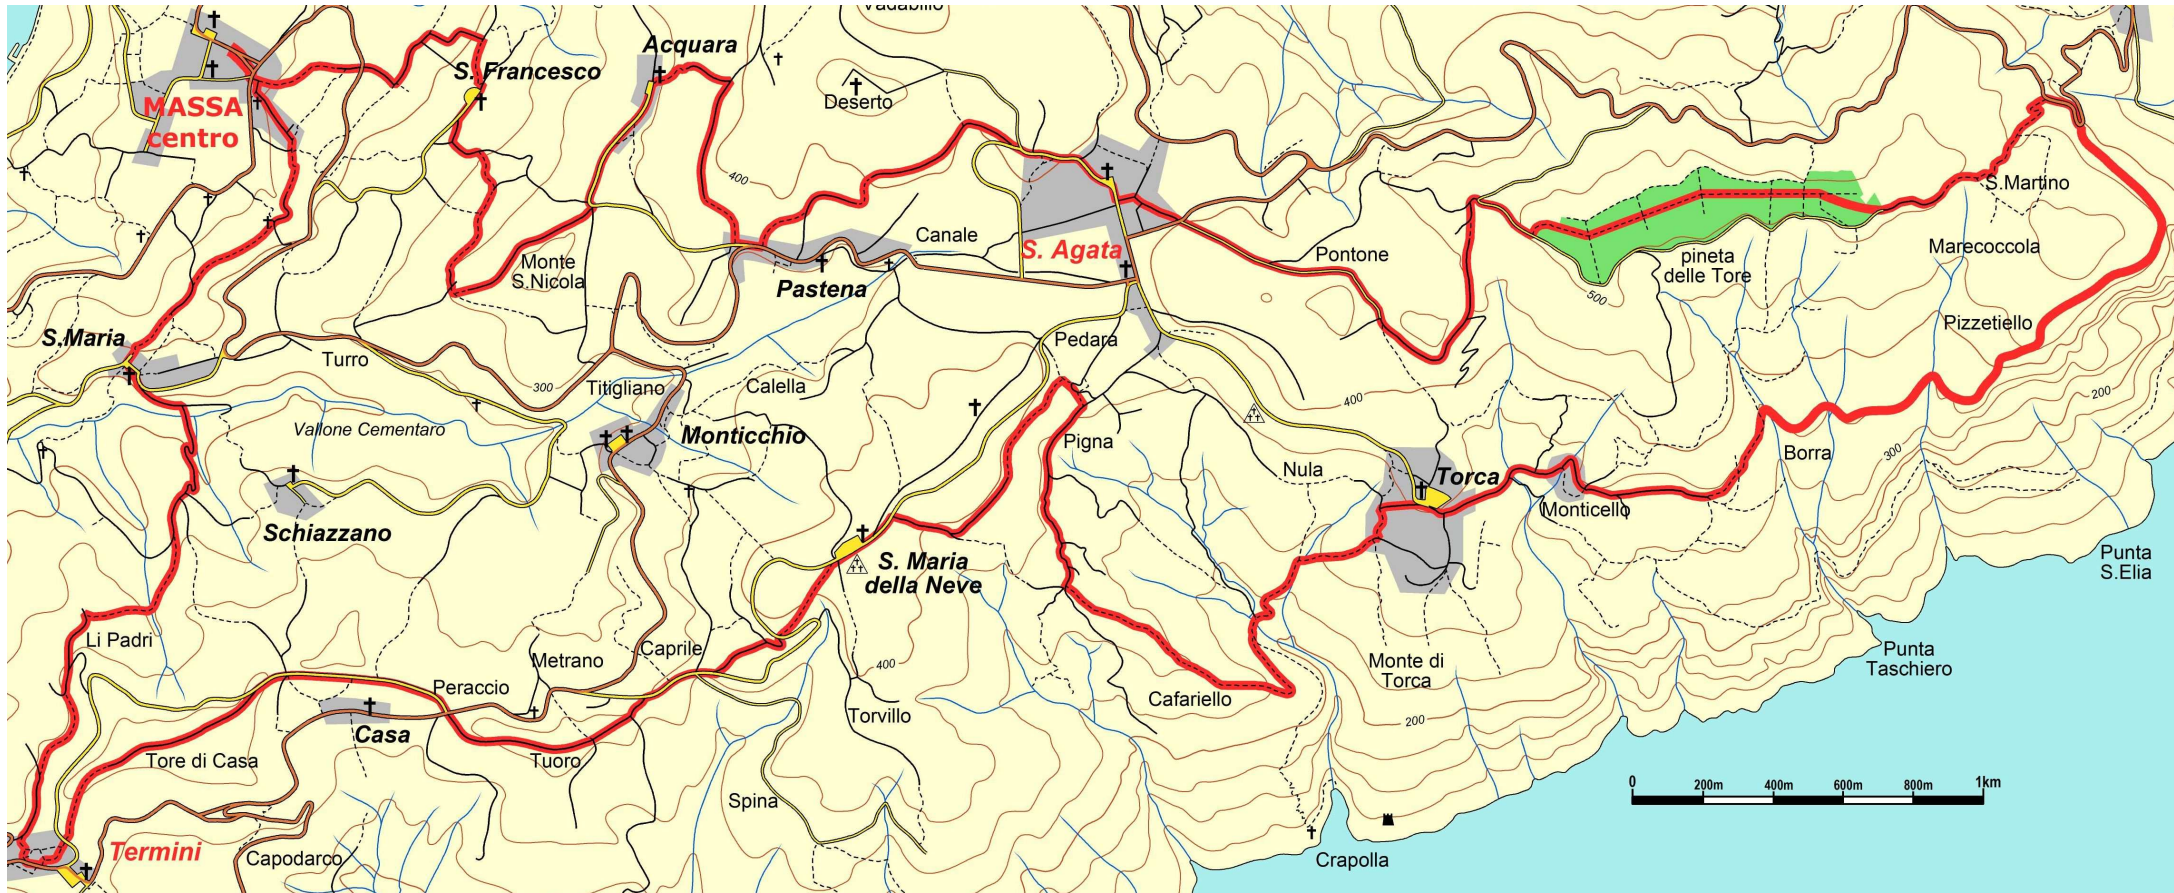 Vadabillo
Acquara
S. Francesco
Deserto
MASSA
centro
400
S.Martino
Canale
S. Agata
Marecoccola
Pontone
pineta
delle Tore
Monte
S.Nicola
Pastena
500
Pizzetiello
S.Maria
Pedara
Turro
300
Titigliano
Calella
400
200
Vallone Cementaro
Monticchio
Pigna
Borra
300
Nula
Torca
Monticello
Schiazzano
S. Maria
della Neve
Punta
S.Elia
Li Padri
Caprile
Metrano
400
Monte di
Torca
Punta
Taschiero
Peraccio
Cafariello
Torvillo
200
Casa
Tore di Casa
Tuoro
0 200m 400m 600m 800m 1km
Spina
Termini
Capodarco
Crapolla